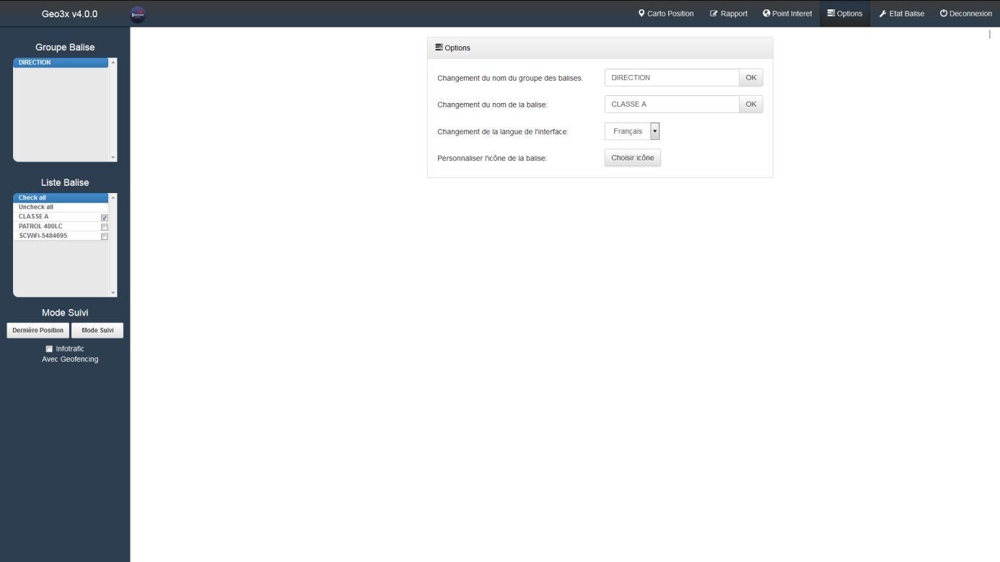 Geo3x v4.0.0
Carto Position Rapport Point Interet Options Etat Balise Deconnexion
Groupe Balise
DIRECTION
Liste Balise
Check all
Uncheck all
CLASSE A
PATROL 400LC
SCWiFi-5484695
Mode Suivi
Dernière Position Mode Suivi
Infotrafic
Avec Geofencing
Options
Changement du nom du groupe des balises: DIRECTION OK
Changement du nom de la balise: CLASSE A OK
Changement de la langue de l'interface: Français
Personnaliser l'icône de la balise: Choisir icône